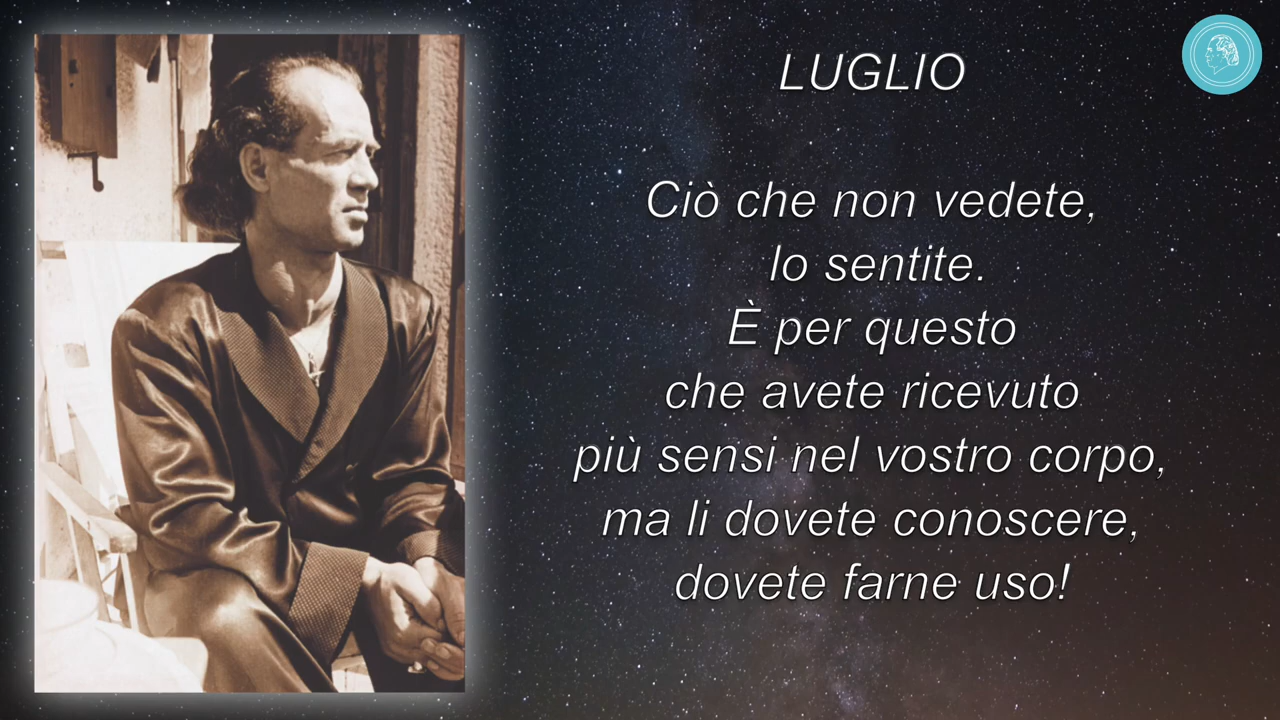 LUGLIO
Ciò che non vedete,
lo sentite.
È per questo
che avete ricevuto
più sensi nel vostro corpo,
ma li dovete conoscere,
dovete farne uso!